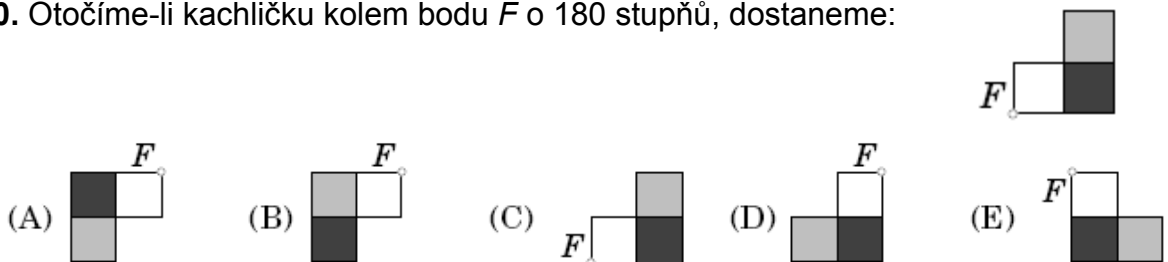 0. Otočíme-li kachličku kolem bodu F o 180 stupňů, dostaneme:
F
F F F
(A) (B) (C) F (D) (E) F